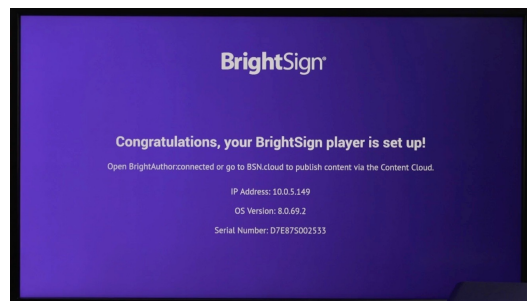 BrightSign®
Congratulations, your BrightSign player is set up!
Open BrightAuthor:connected or go to BSN.cloud to publish content via the Content Cloud.
IP Address: 10.0.5.149
OS Version: 8.0.69.2
Serial Number: D7E87S002533